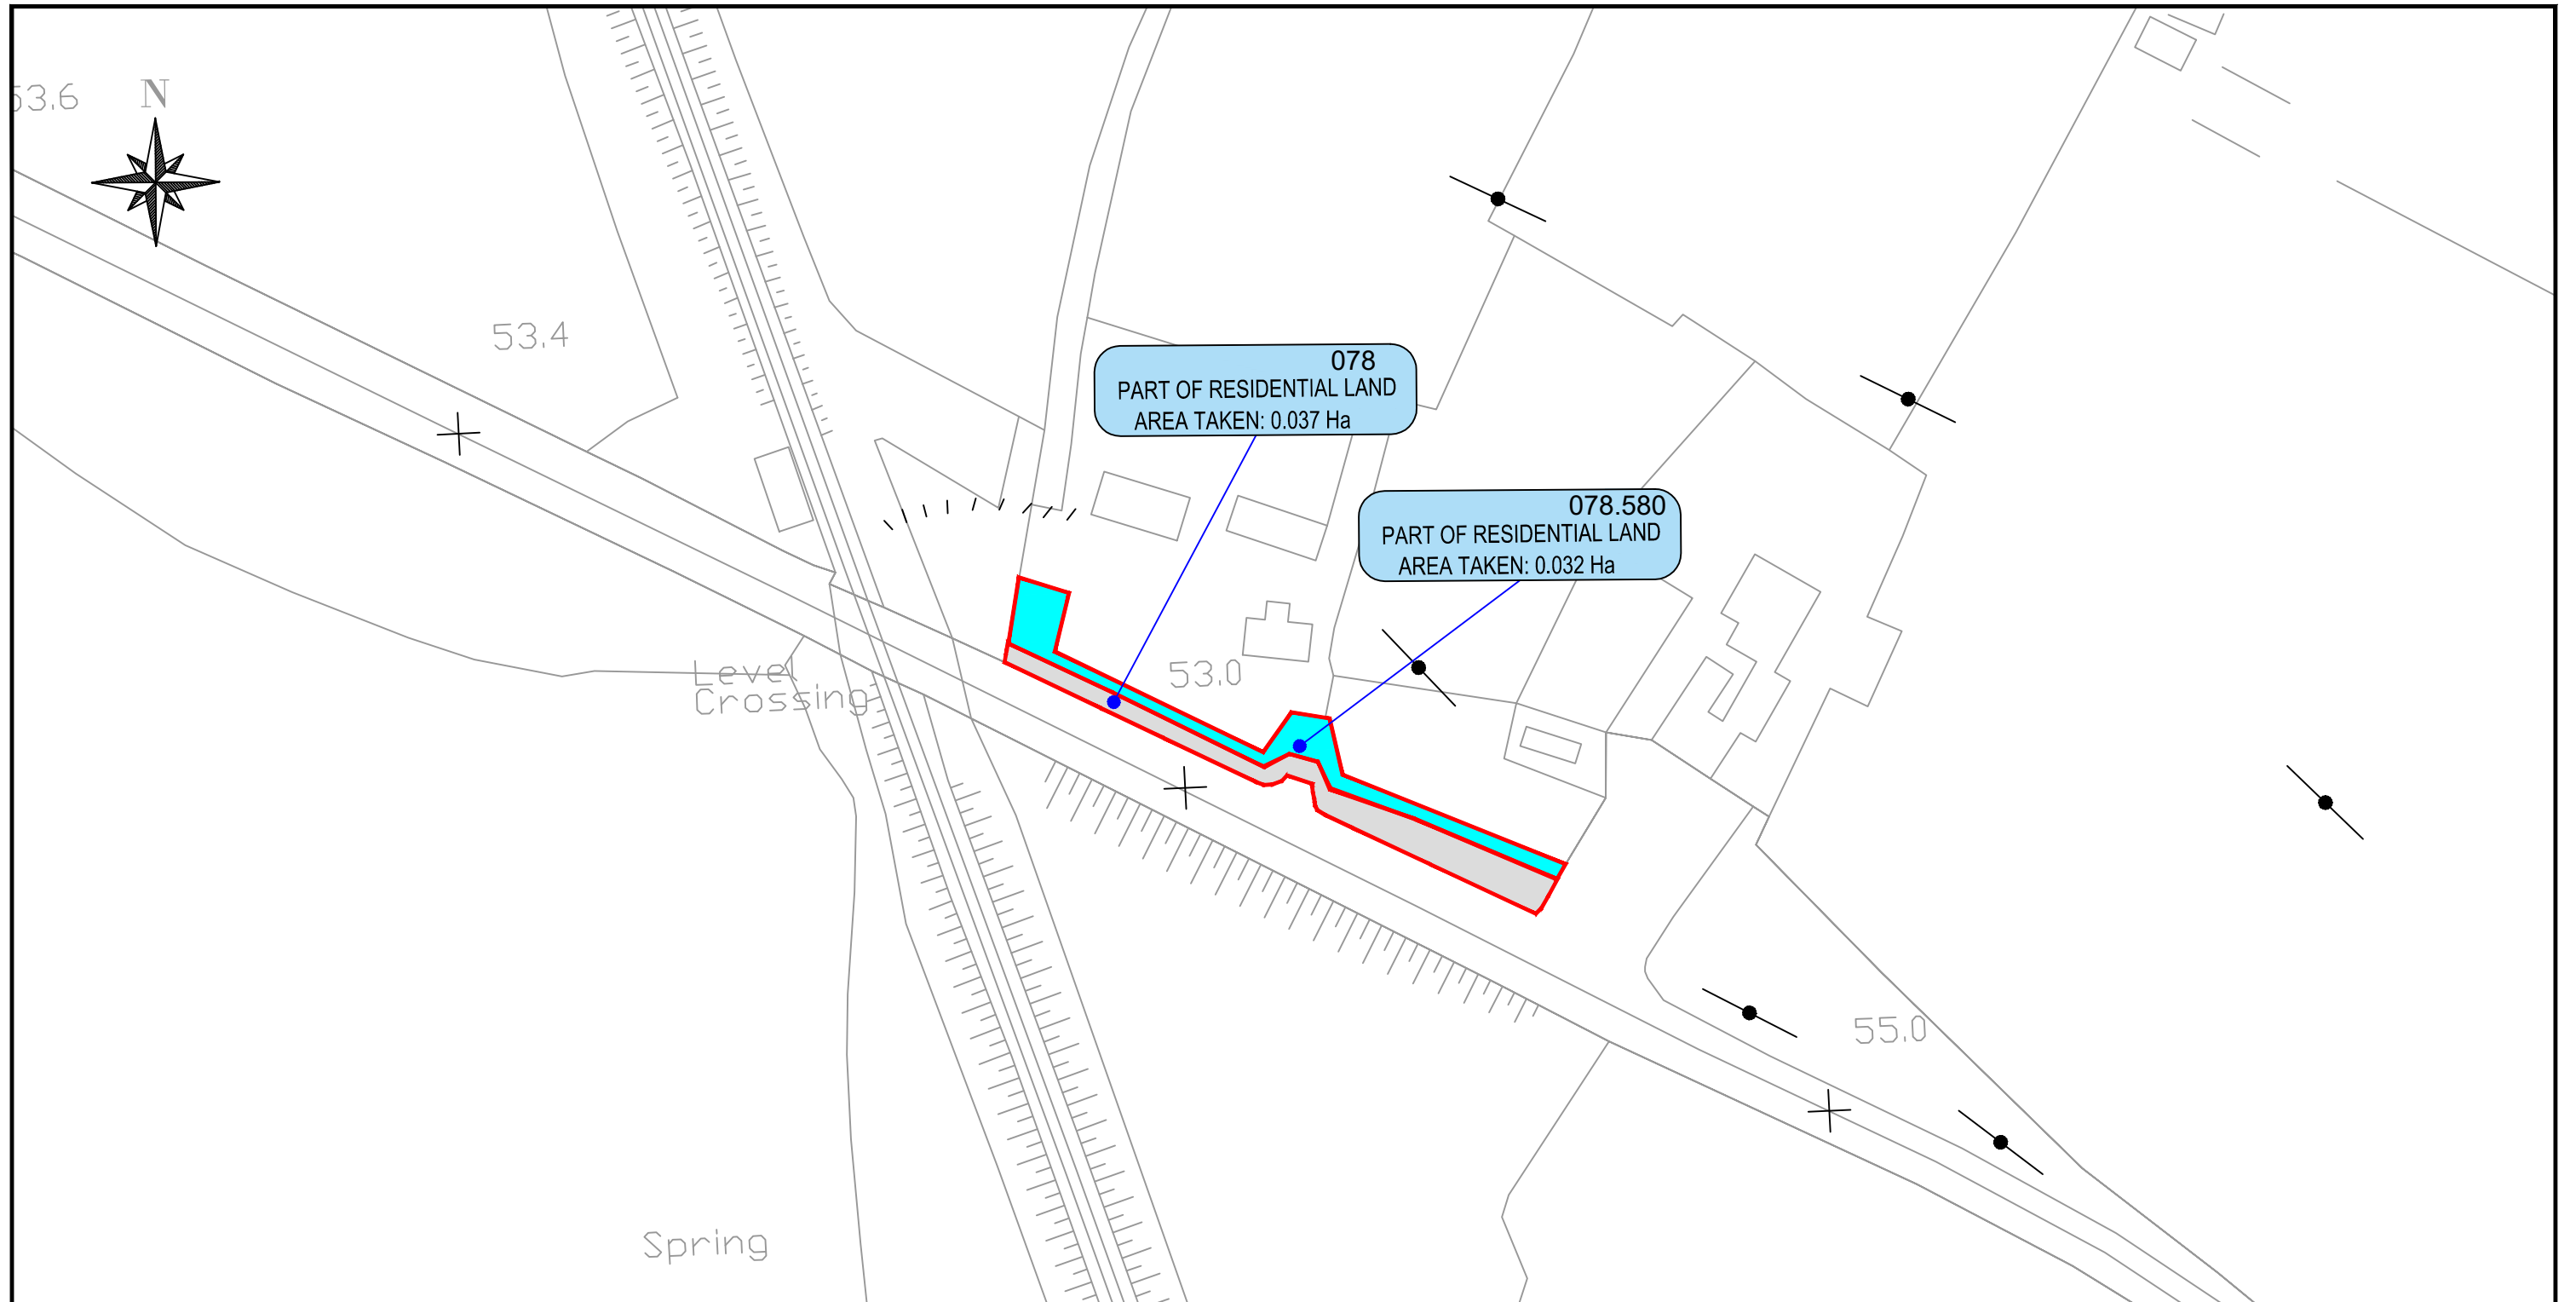 53.6
N
53.4
078
PART OF RESIDENTIAL LAND
AREA TAKEN: 0.037 Ha
078.580
PART OF RESIDENTIAL LAND
AREA TAKEN: 0.032 Ha
Level
Crossing
53.0
55.0
Spring